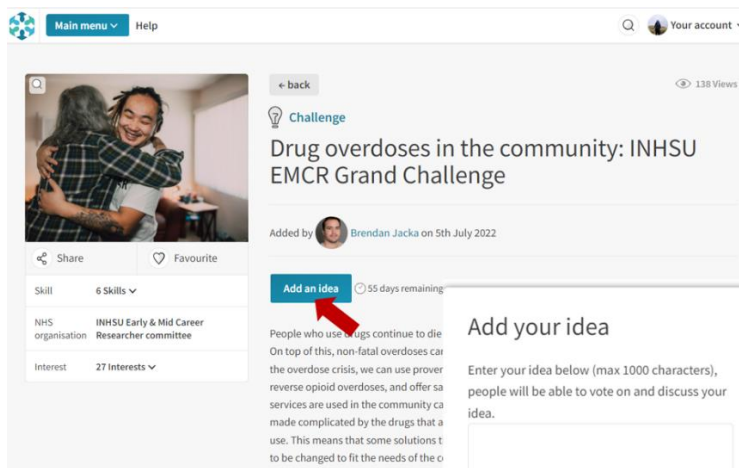 Main menu Help
Your account
← back
138 Views
Challenge
Drug overdoses in the community: INHSU
EMCR Grand Challenge
Added by Brendan Jacka on 5th July 2022
Share Favourite
Skill 6 Skills
NHS organisation INHSU Early & Mid Career
Researcher committee
Interest 27 Interests
Add an idea 55 days remaining
People who use drugs continue to die
On top of this, non-fatal overdoses
the overdose crisis, we can use
reverse opioid overdoses, and offer
services are used in the community
made complicated by the drugs that
use. This means that some solutions
to be changed to fit the needs of the
Add your idea
Enter your idea below (max 1000 characters),
people will be able to vote on and discuss your
idea.